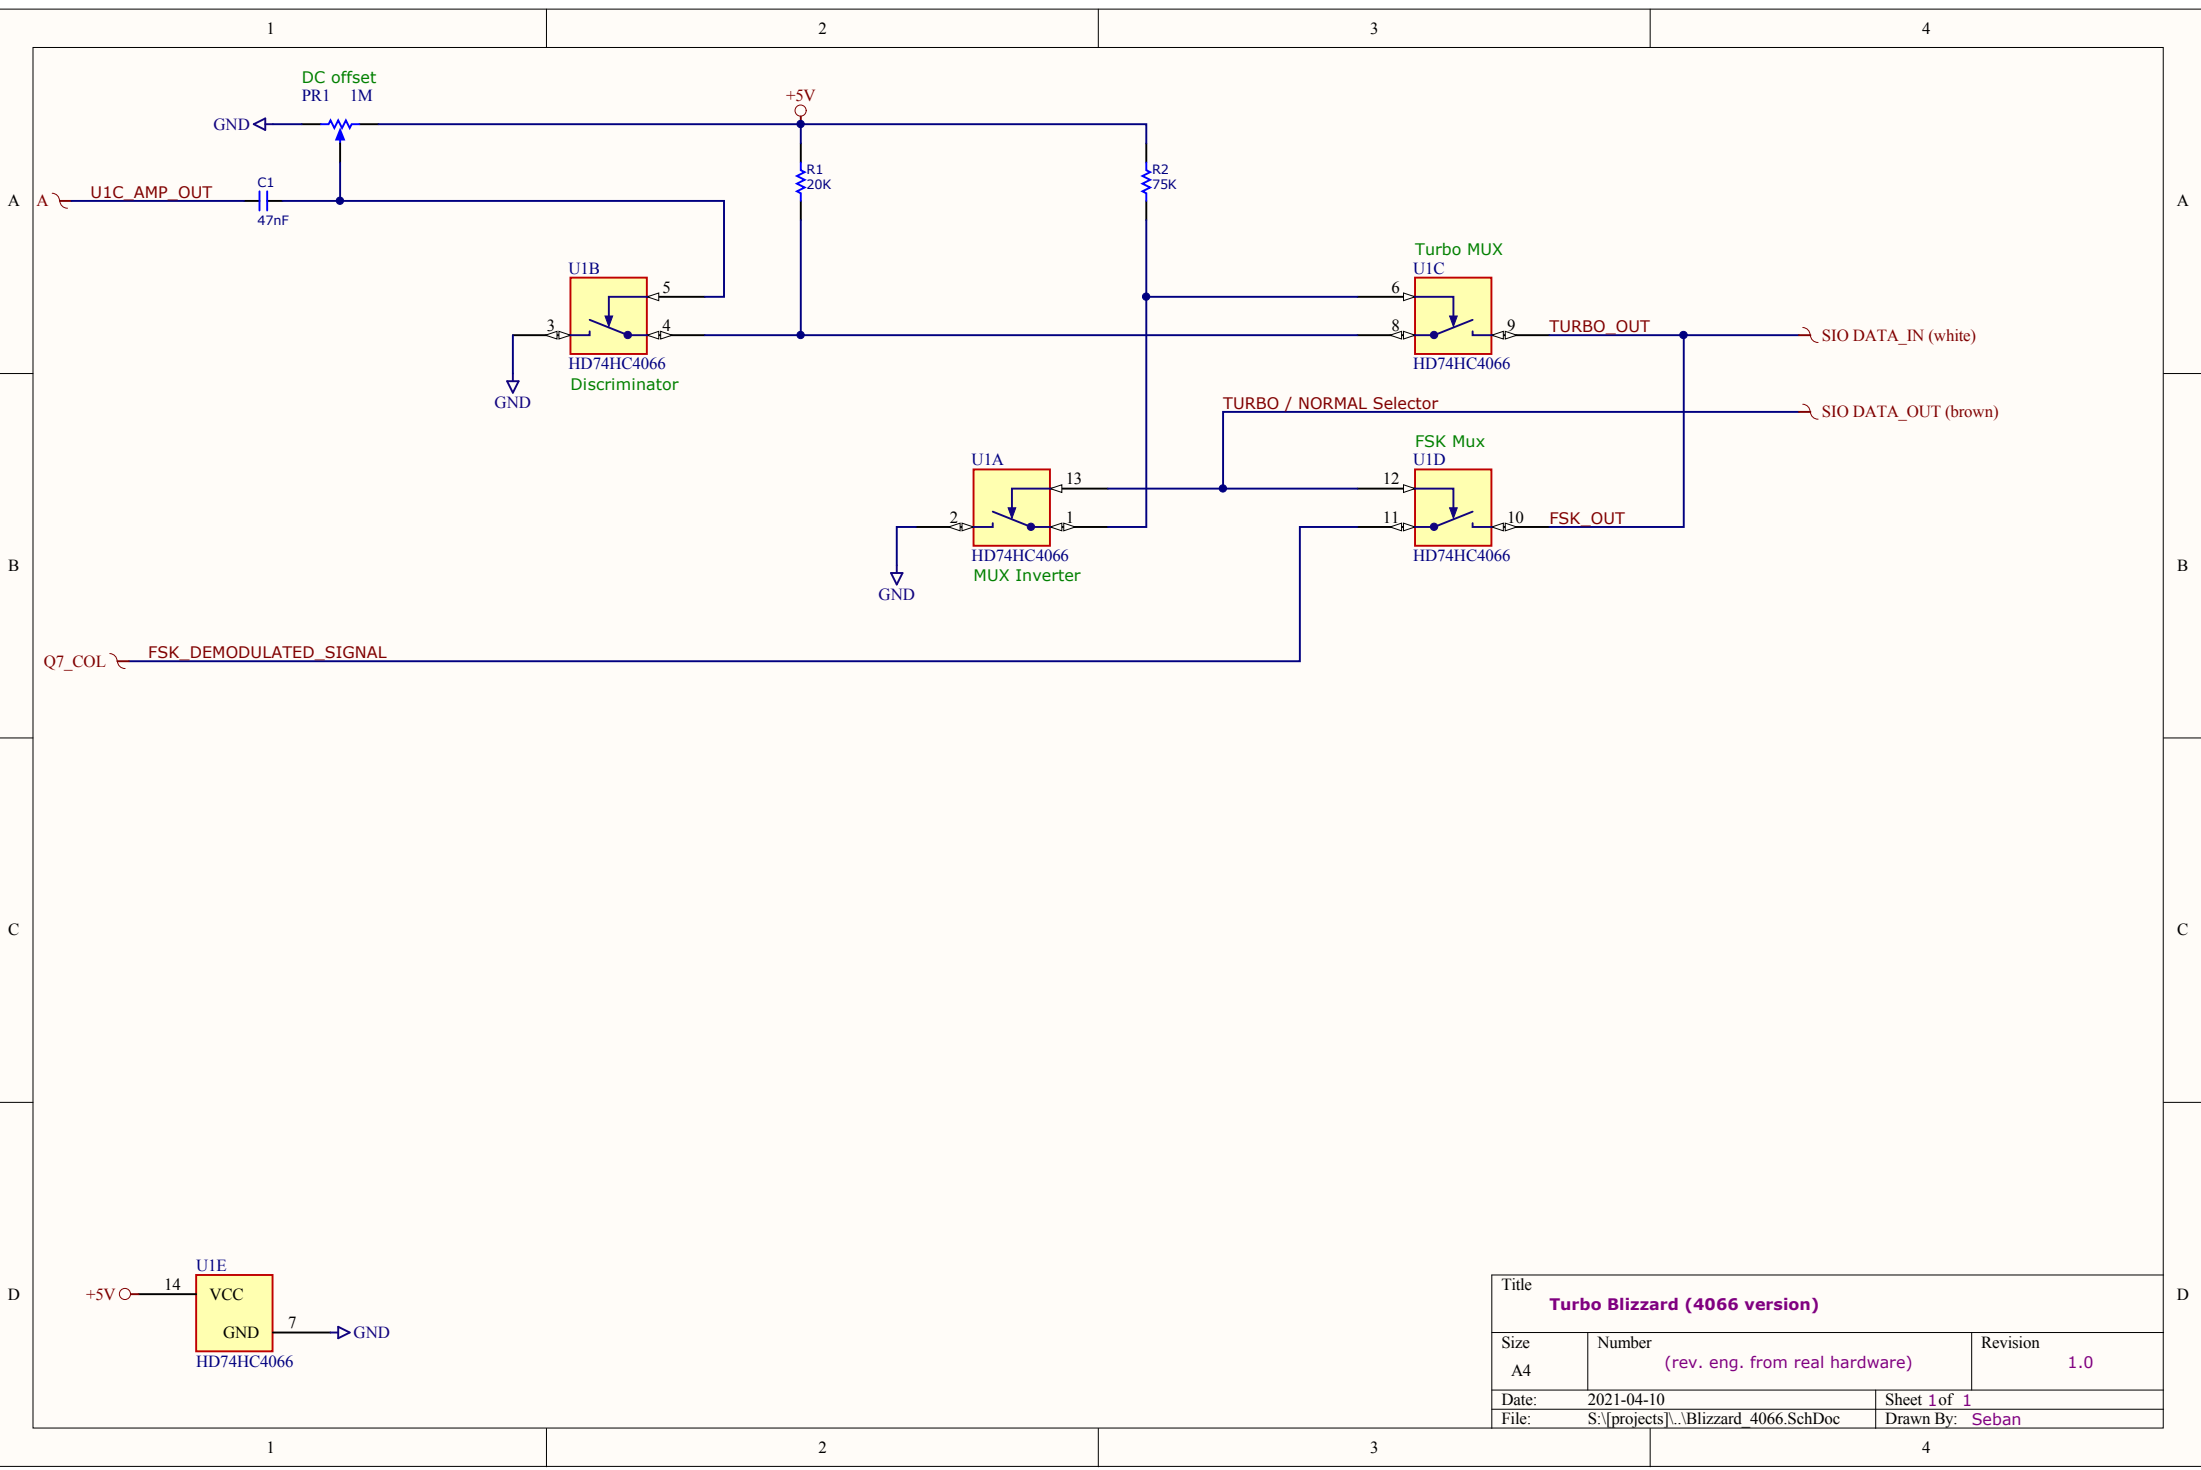 1 2 3 4
DC offset
PR1 1M
GND
+5V
A
A
U1C_AMP_OUT
C1
47nF
R1
20K
R2
75K
A
Turbo MUX
U1B
5
3
4
HD74HC4066
Discriminator
GND
U1C
6
8
9
HD74HC4066
TURBO_OUT
SIO DATA_IN (white)
TURBO / NORMAL Selector
SIO DATA_OUT (brown)
FSK Mux
U1A
13
2
1
HD74HC4066
MUX Inverter
GND
U1D
12
11
10
HD74HC4066
FSK_OUT
B
B
Q7_COL
FSK_DEMODULATED_SIGNAL
C
C
U1E
D
+5V
14
VCC
GND
7
GND
HD74HC4066
D
Title
Turbo Blizzard (4066 version)
Size
A4
Number
(rev. eng. from real hardware)
Revision
1.0
Date: 2021-04-10
Sheet 1 of 1
File: S:\[projects]\..\Blizzard_4066.SchDoc
Drawn By: Seban
1 2 3 4